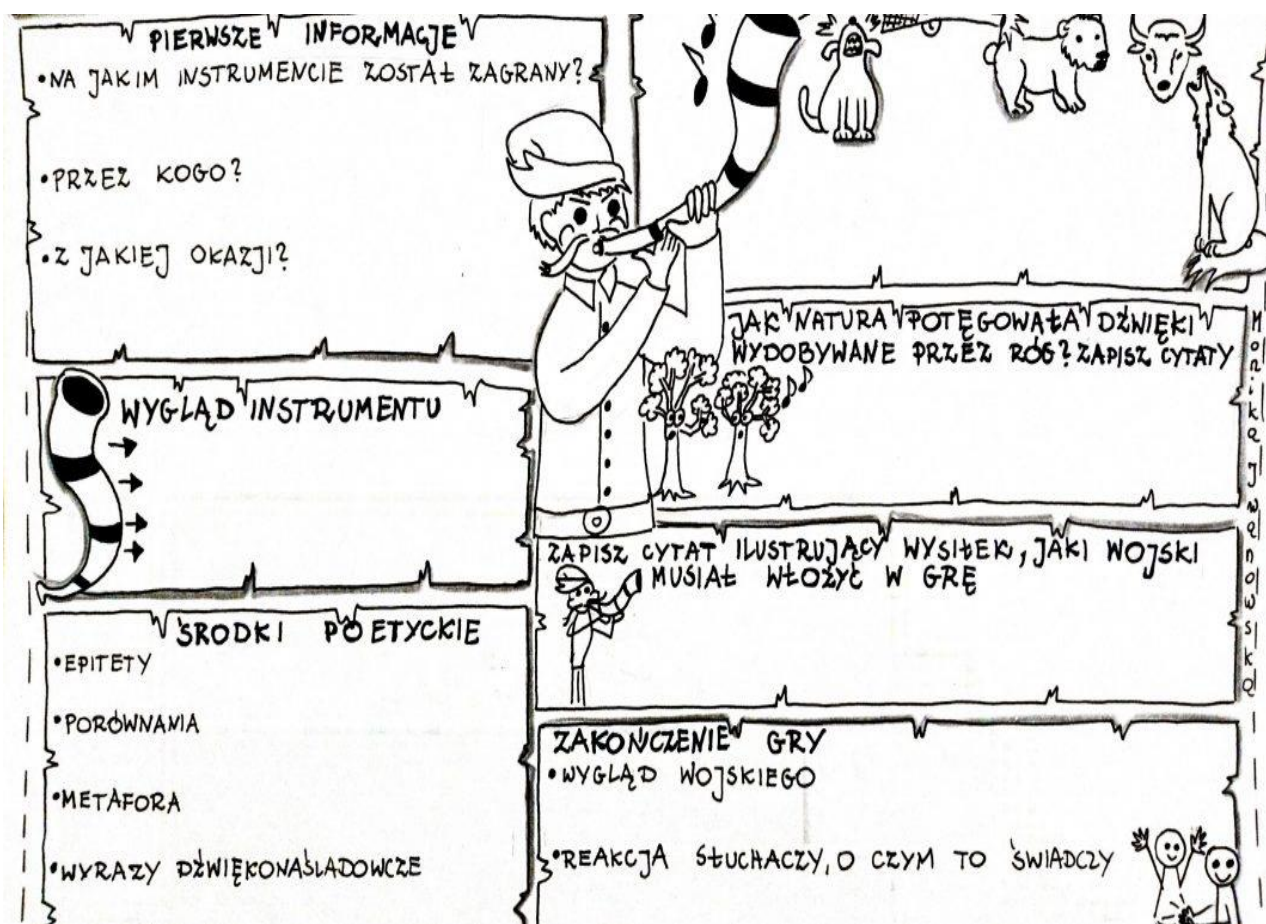 PIERWSZE INFORMACJE
•NA JAKIM INSTRUMENCIE ZOSTAŁ ZAGRANY?
•PRZEZ KOGO?
•Z JAKIEJ OKAZJI?
WYGLĄD INSTRUMENTU
ŚRODKI POETYCKIE
•EPITETY
•PORÓWNANIA
•METAFORA
•WYRAZY DŹWIĘKONAŚLADOWCZE
JAK NATURA POTĘGOWAŁA DŹWIĘKI
WYDOBYWANE PRZEZ RÓG? ZAPISZ CYTATY
ZAPISZ CYTAT ILUSTRUJĄCY WYSIŁEK, JAKI WOJSKI
MUSIAŁ WŁOŻYĆ W GRĘ
ZAKOŃCZENIE GRY
•WYGLĄD WOJSKIEGO
•REAKCJA SŁUCHACZY, O CZYM TO ŚWIADCZY
Monika Iwanowska